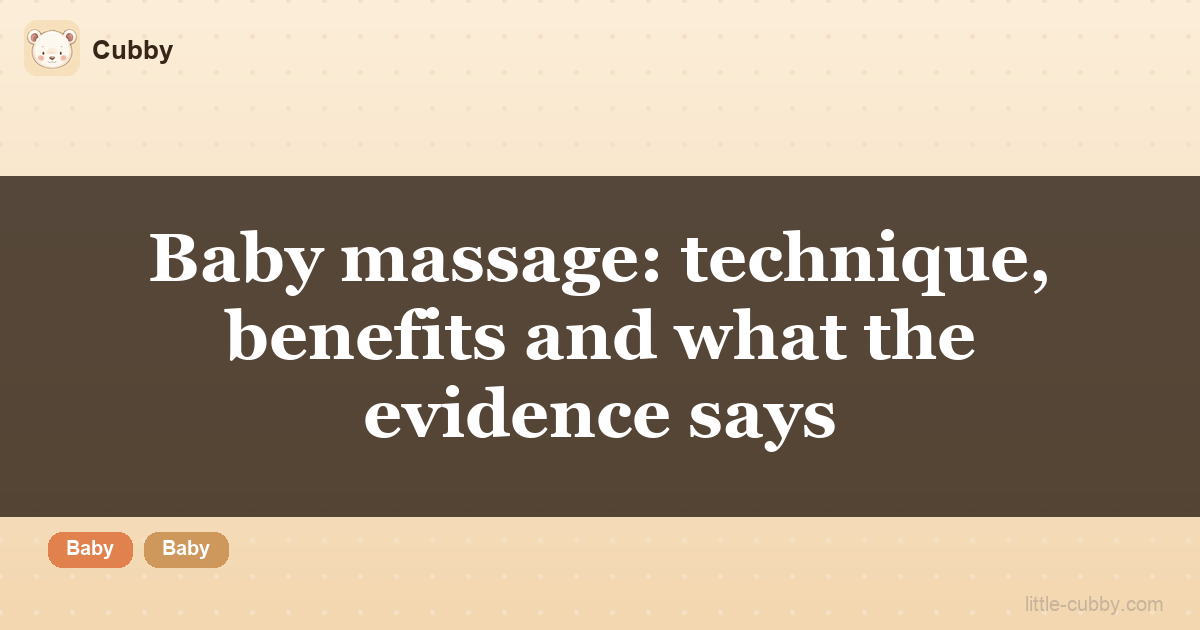 Cubby
Baby massage: technique,
benefits and what the
evidence says
Baby Baby
little-cubby.com